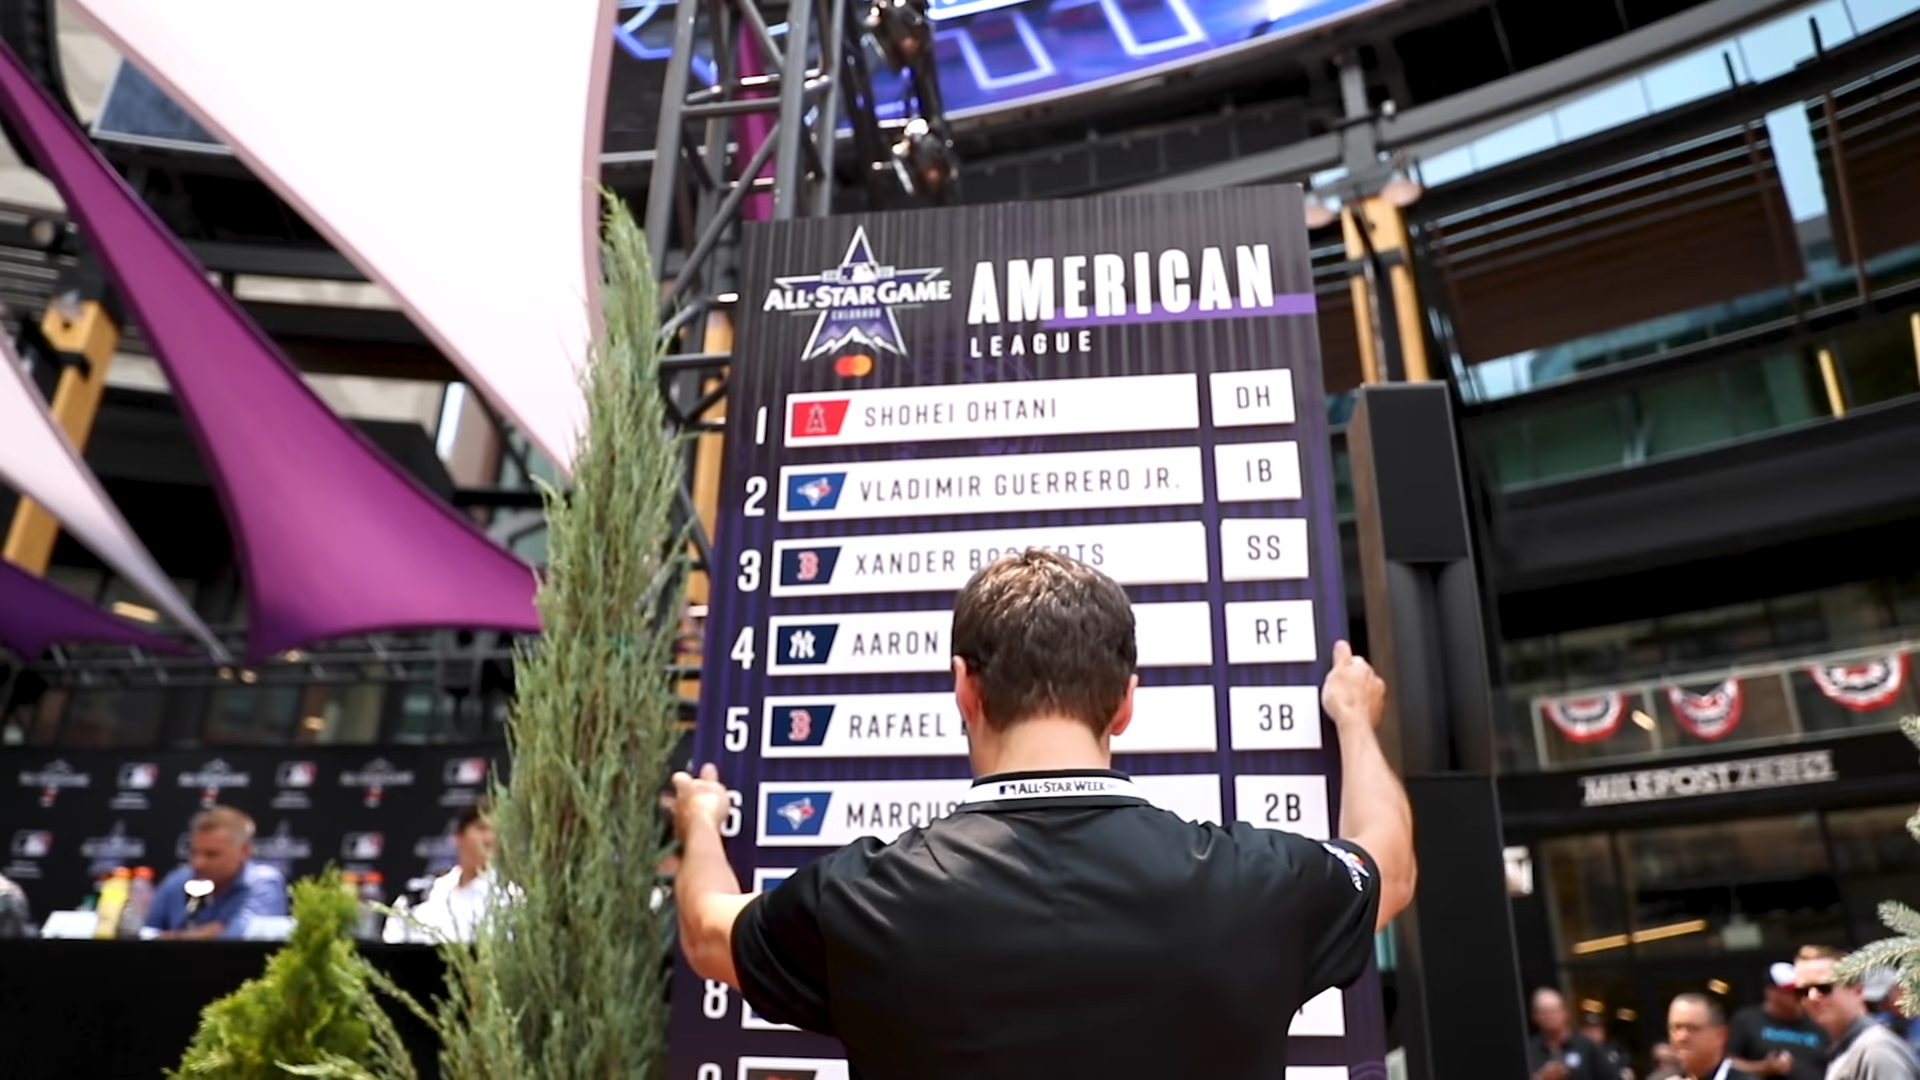 ALL★STAR GAME
COLORADO
AMERICAN
LEAGUE
1 SHOHEI OHTANI DH
2 VLADIMIR GUERRERO JR. 1B
3 XANDER SS
4 AARON RF
5 RAFAEL 3B
6 MARCUS 2B
8
9
ALL★STAR WEEK
MILEPOST ZERO